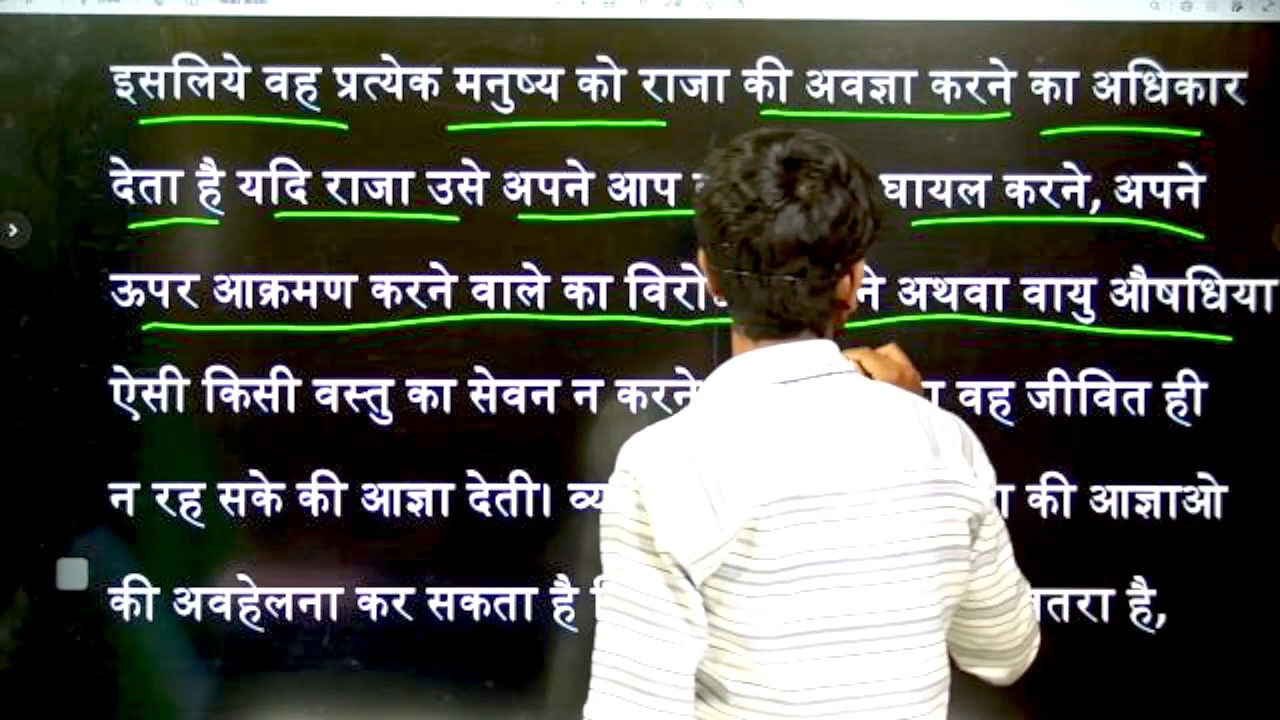 इसलिये वह प्रत्येक मनुष्य को राजा की अवज्ञा करने का अधिकार
देता है यदि राजा उसे अपने आप घायल करने, अपने
ऊपर आक्रमण करने वाले का अथवा वायु औषधिया
ऐसी किसी वस्तु का सेवन न करने वह जीवित ही
न रह सके की आज्ञा देती। की आज्ञाओ
की अवहेलना कर सकता है है,